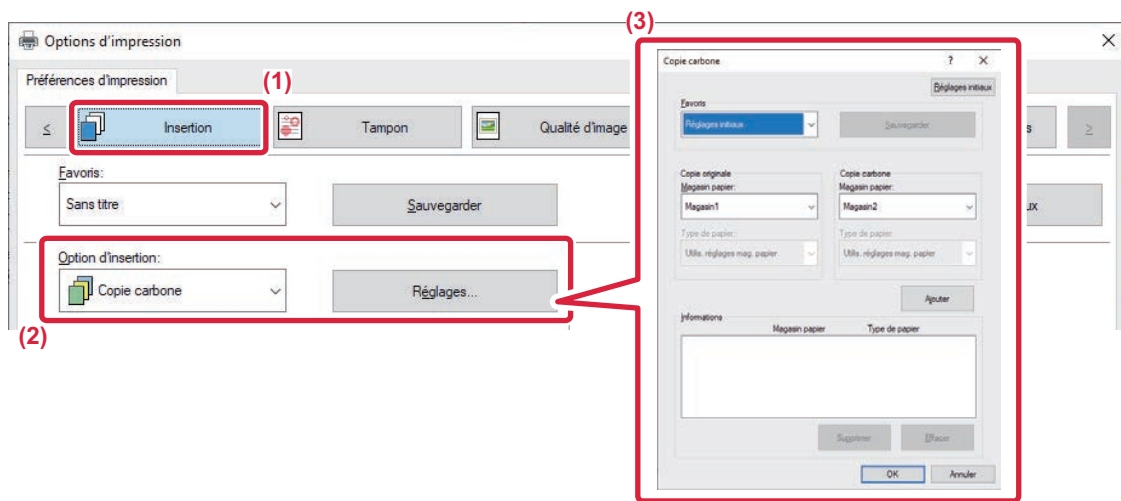 (3)
Options d'impression
Préférences d'impression
(1)
<
Insertion
Tampon
Qualité d'image
s
>
Favoris:
Sans titre
Sauvegarder
ux
Option d'insertion:
Copie carbone
Réglages...
(2)
Copie carbone
?
Réglages initiaux
Favoris
Réglages initiaux
Sauvegarder
Copie originale
Copie carbone
Magasin papier:
Magasin papier:
Magasin1
Magasin2
Type de papier:
Type de papier:
Utilis. réglages mag. papier
Utilis. réglages mag. papier
Ajouter
Informations
Magasin papier
Type de papier
Supprimer
Effacer
OK
Annuler